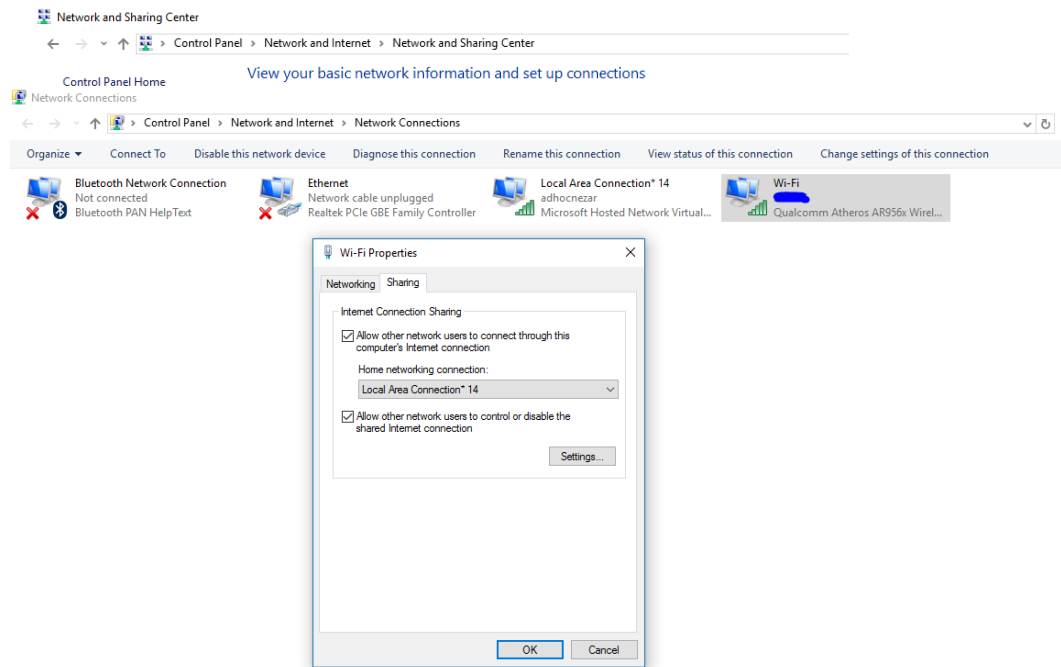 Network and Sharing Center
Control Panel > Network and Internet > Network and Sharing Center
Control Panel Home
View your basic network information and set up connections
Network Connections
Control Panel > Network and Internet > Network Connections
Organize Connect To Disable this network device Diagnose this connection Rename this connection View status of this connection Change settings of this connection
Bluetooth Network Connection
Not connected
Bluetooth PAN HelpText
Ethernet
Network cable unplugged
Realtek PCIe GBE Family Controller
Local Area Connection* 14
adhocnezar
Microsoft Hosted Network Virtual...
Wi-Fi
Qualcomm Atheros AR956x Wirel...
Wi-Fi Properties
Networking Sharing
Internet Connection Sharing
Allow other network users to connect through this
computer's Internet connection
Home networking connection:
Local Area Connection* 14
Allow other network users to control or disable the
shared Internet connection
Settings...
OK Cancel